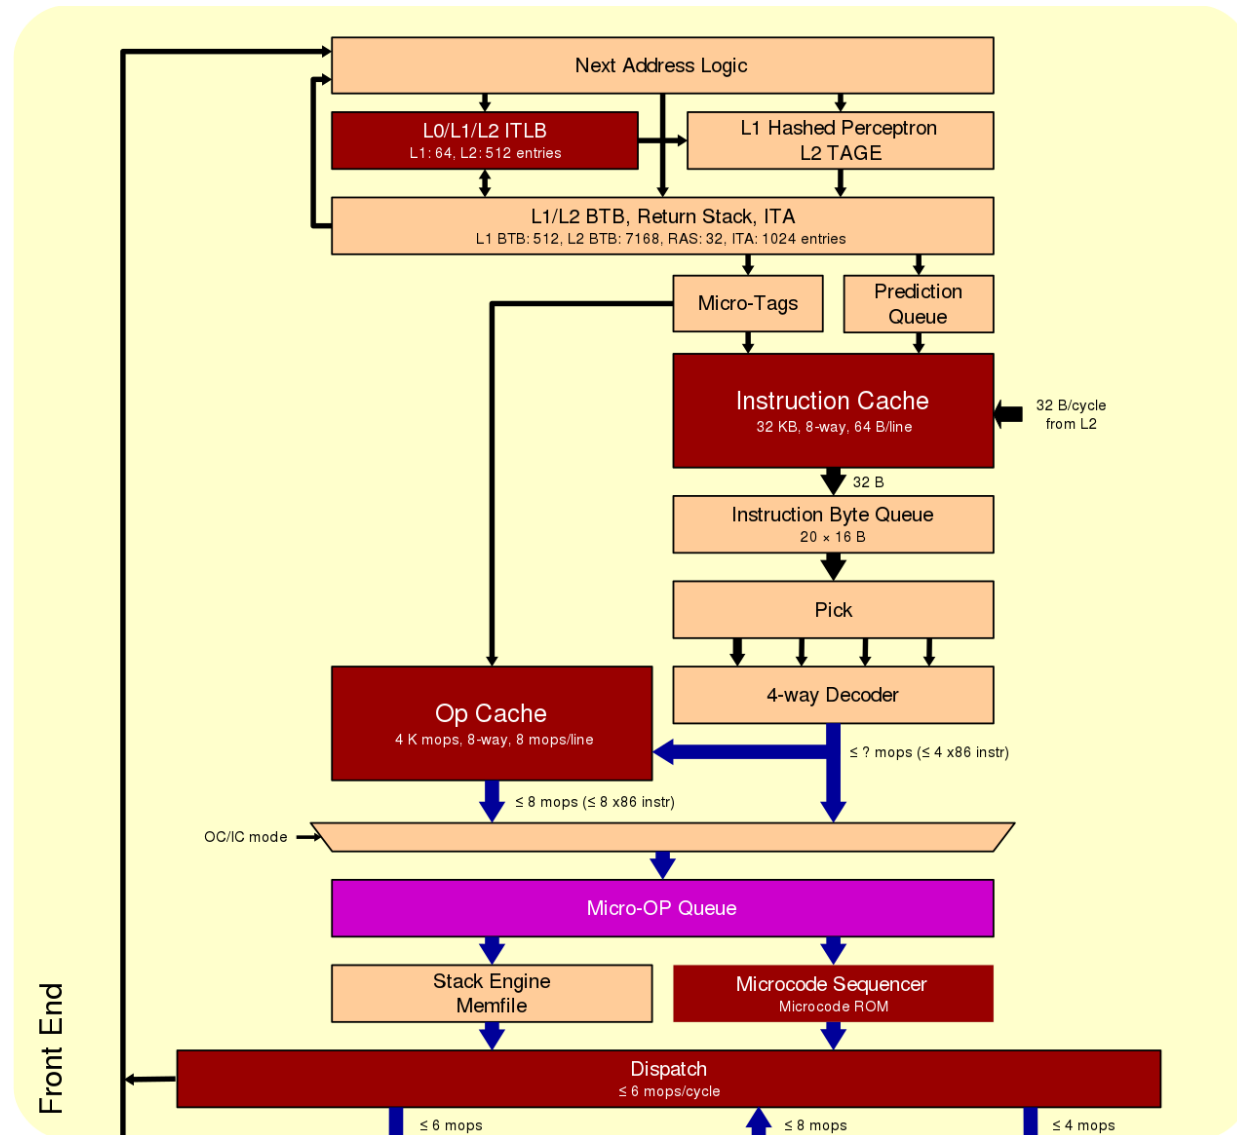 Next Address Logic
L0/L1/L2 ITLB
L1: 64, L2: 512 entries
L1 Hashed Perceptron
L2 TAGE
L1/L2 BTB, Return Stack, ITA
L1 BTB: 512, L2 BTB: 7168, RAS: 32, ITA: 1024 entries
Micro-Tags
Prediction
Queue
Instruction Cache
32 KB, 8-way, 64 B/line
32 B/cycle
from L2
32 B
Instruction Byte Queue
20 × 16 B
Pick
4-way Decoder
Op Cache
4 K mops, 8-way, 8 mops/line
≤ ? mops (≤ 4 x86 instr)
≤ 8 mops (≤ 8 x86 instr)
OC/IC mode
Micro-OP Queue
Stack Engine
Memfile
Microcode Sequencer
Microcode ROM
Front End
Dispatch
≤ 6 mops/cycle
≤ 6 mops
≤ 8 mops
≤ 4 mops